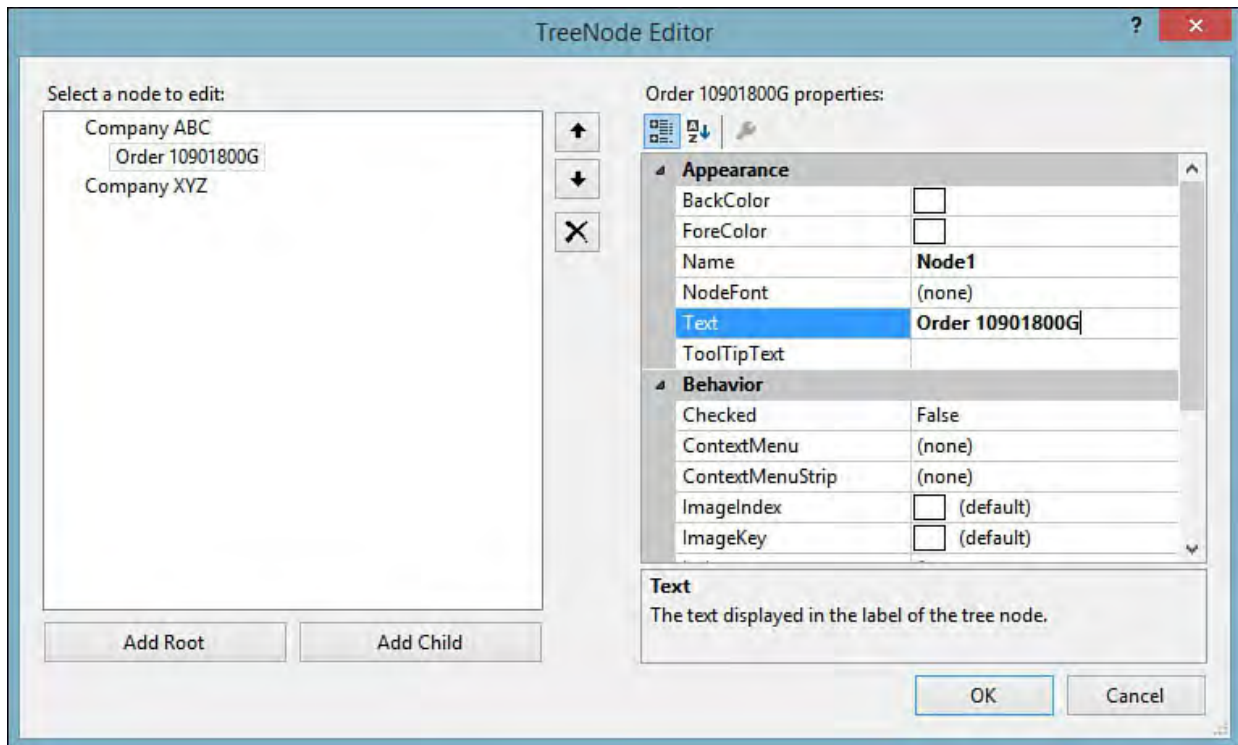 TreeNode Editor
?
Select a node to edit:
Company ABC
Order 10901800G
Company XYZ
Add Root
Add Child
Order 10901800G properties:
Appearance
BackColor
ForeColor
Name Node1
NodeFont (none)
Text Order 10901800G
ToolTipText
Behavior
Checked False
ContextMenu (none)
ContextMenuStrip (none)
ImageIndex (default)
ImageKey (default)
Text
The text displayed in the label of the tree node.
OK
Cancel